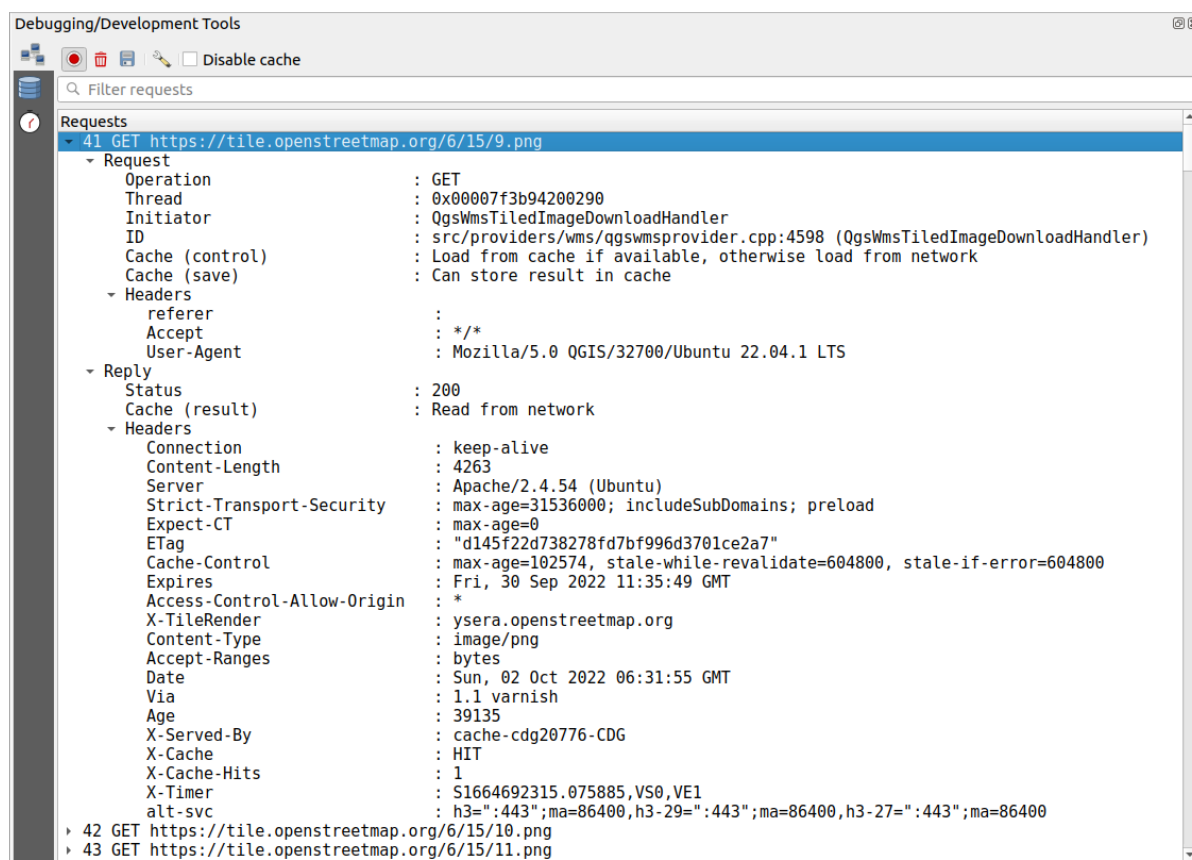 Debugging/Development Tools
Disable cache
Filter requests
Requests
41 GET https://tile.openstreetmap.org/6/15/9.png
Request
Operation : GET
Thread : 0x00007f3b94200290
Initiator : QgsWmsTiledImageDownloadHandler
ID : src/providers/wms/qgswmsprovider.cpp:4598 (QgsWmsTiledImageDownloadHandler)
Cache (control) : Load from cache if available, otherwise load from network
Cache (save) : Can store result in cache
Headers
referer :
Accept : */*
User-Agent : Mozilla/5.0 QGIS/32700/Ubuntu 22.04.1 LTS
Reply
Status : 200
Cache (result) : Read from network
Headers
Connection : keep-alive
Content-Length : 4263
Server : Apache/2.4.54 (Ubuntu)
Strict-Transport-Security : max-age=31536000; includeSubDomains; preload
Expect-CT : max-age=0
ETag : "d145f22d738278fd7bf996d3701ce2a7"
Cache-Control : max-age=102574, stale-while-revalidate=604800, stale-if-error=604800
Expires : Fri, 30 Sep 2022 11:35:49 GMT
Access-Control-Allow-Origin : *
X-TileRender : ysera.openstreetmap.org
Content-Type : image/png
Accept-Ranges : bytes
Date : Sun, 02 Oct 2022 06:31:55 GMT
Via : 1.1 varnish
Age : 39135
X-Served-By : cache-cdg20776-CDG
X-Cache : HIT
X-Cache-Hits : 1
X-Timer : S1664692315.075885,VS0,VE1
alt-svc : h3=":443";ma=86400,h3-29=":443";ma=86400,h3-27=":443";ma=86400
42 GET https://tile.openstreetmap.org/6/15/10.png
43 GET https://tile.openstreetmap.org/6/15/11.png